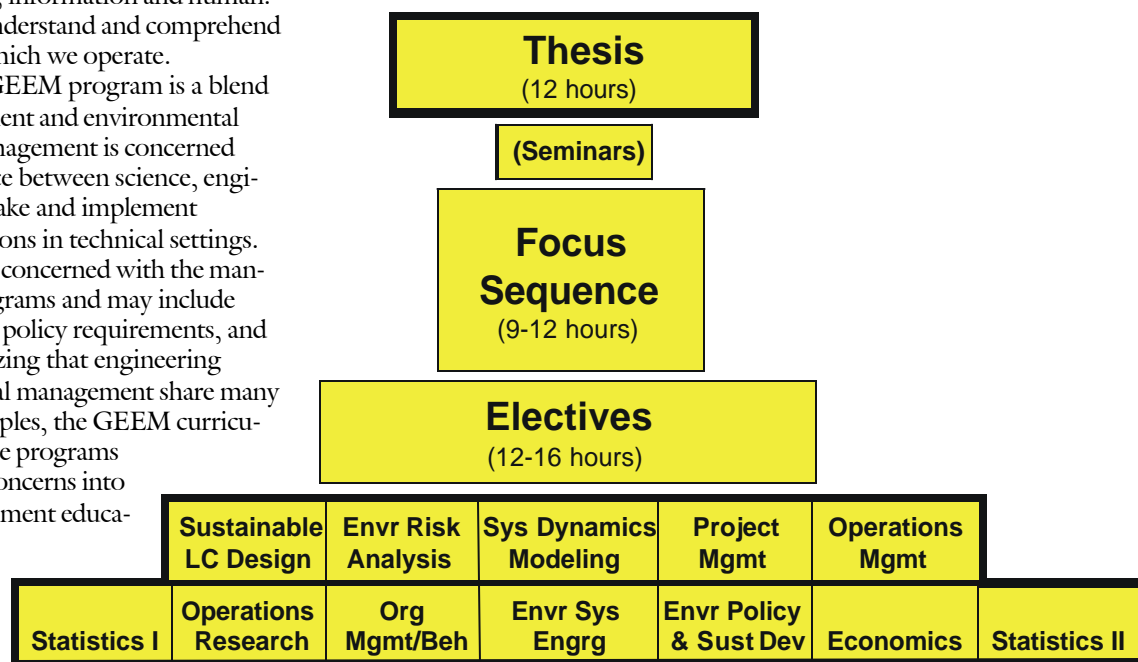 , information and human.
nderstand and comprehend
hich we operate.
GEEM program is a blend
ent and environmental
nagement is concerned
e between science, engi-
ake and implement
ons in technical settings.
concerned with the man-
grams and may include
policy requirements, and
zing that engineering
al management share many
ples, the GEEM curricu-
e programs
oncerns into
ment educa-
Thesis
(12 hours)
(Seminars)
Focus
Sequence
(9-12 hours)
Electives
(12-16 hours)
Sustainable
LC Design
Envr Risk
Analysis
Sys Dynamics
Modeling
Project
Mgmt
Operations
Mgmt
Statistics I
Operations
Research
Org
Mgmt/Beh
Envr Sys
Engrg
Envr Policy
& Sust Dev
Economics
Statistics II